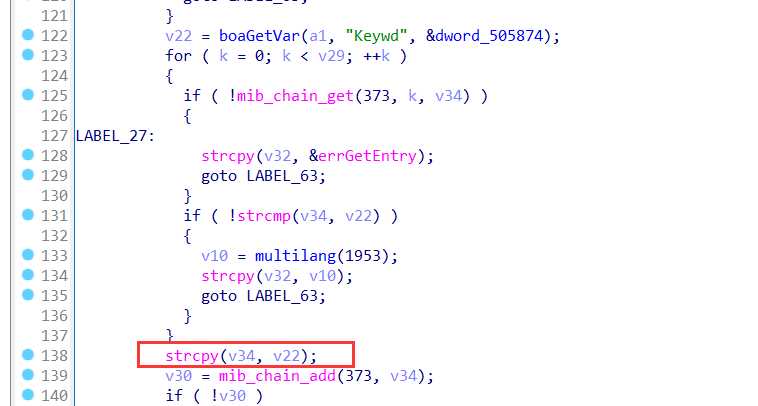 121 }
122 v22 = boaGetVar(a1, "Keywd", &dword_505874);
123 for ( k = 0; k < v29; ++k )
124 {
125 if ( !mib_chain_get(373, k, v34) )
126 {
127 LABEL_27:
128 strcpy(v32, &errGetEntry);
129 goto LABEL_63;
130 }
131 if ( !strcmp(v34, v22) )
132 {
133 v10 = multilang(1953);
134 strcpy(v32, v10);
135 goto LABEL_63;
136 }
137 }
138 strcpy(v34, v22);
139 v30 = mib_chain_add(373, v34);
140 if ( !v30 )